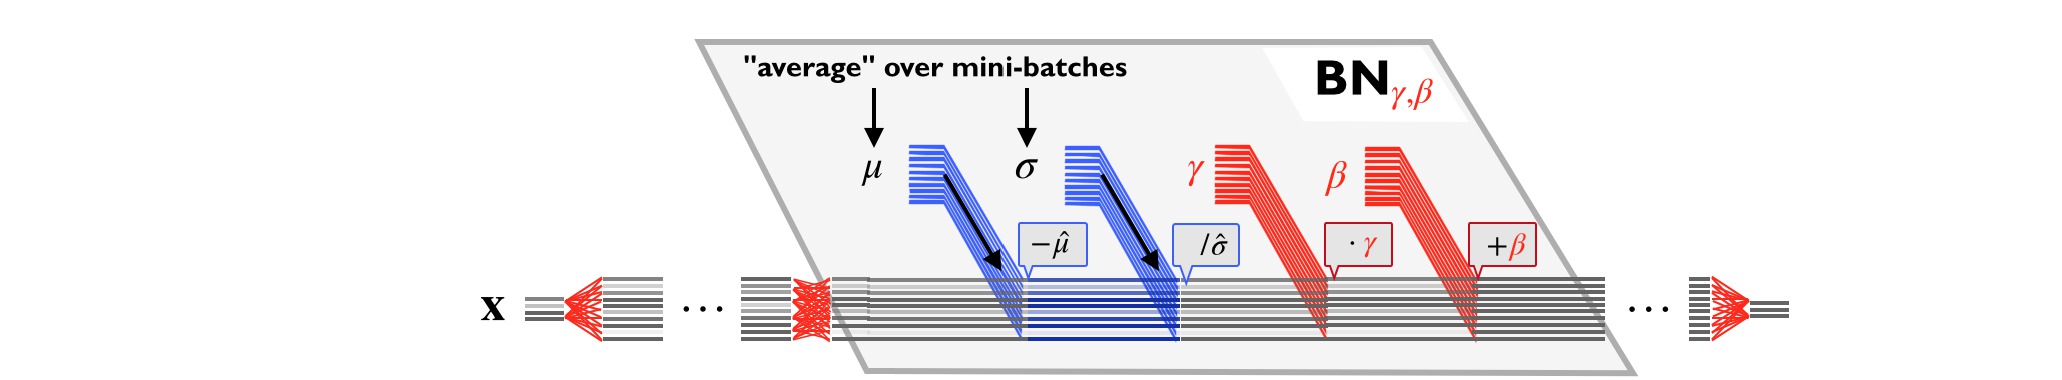 "average" over mini-batches
BNγ,β
μ
σ
γ
β
−μ̂
/σ̂
· γ
+β
x
...
...